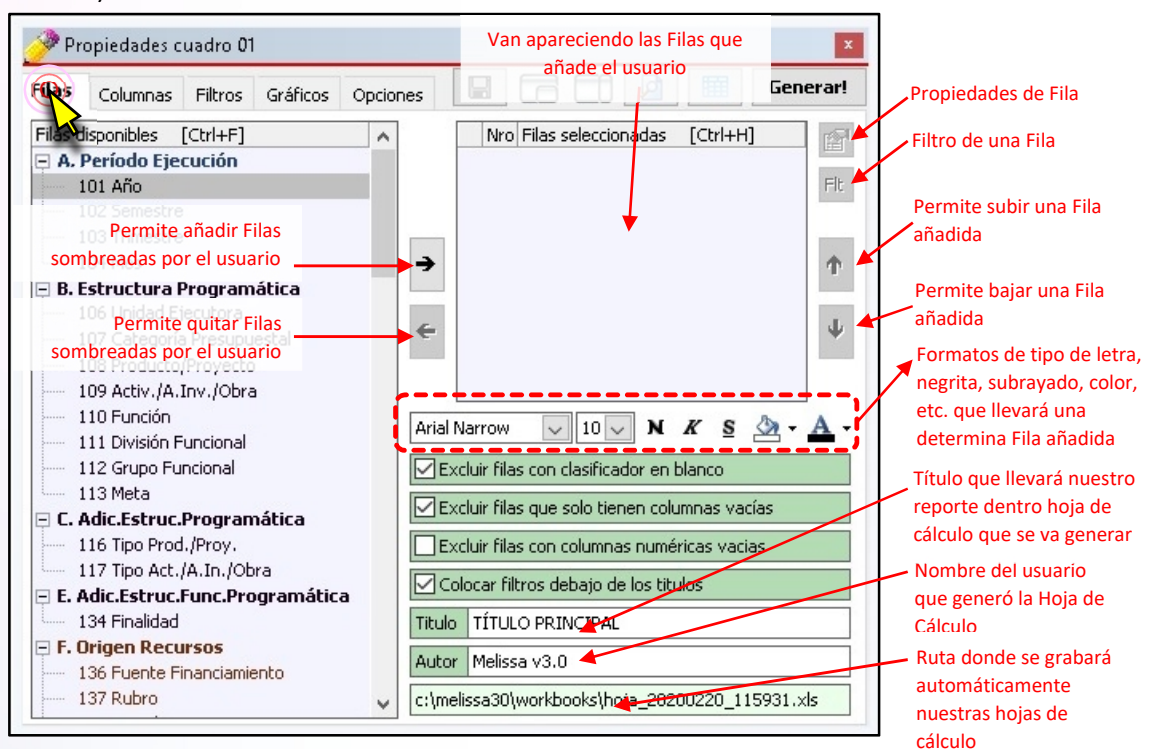 Propiedades cuadro 01
x
Van apareciendo las Filas que
añade el usuario
Filas
Columnas
Filtros
Gráficos
Opciones
Generar!
Filas disponibles [Ctrl+F]
A. Período Ejecución
101 Año
102 Semestre
103 Trimestre
Permite añadir Filas
sombreadas por el usuario
B. Estructura Programática
106 Unidad Ejecutora
107 Categoría Presupuestal
Permite quitar Filas
sombreadas por el usuario
108 Producto/Proyecto
109 Activ./A.Inv./Obra
110 Función
111 División Funcional
112 Grupo Funcional
113 Meta
C. Adic.Estruc.Programática
116 Tipo Prod./Proy.
117 Tipo Act./A.In./Obra
E. Adic.Estruc.Func.Programática
134 Finalidad
F. Origen Recursos
136 Fuente Financiamiento
137 Rubro
Nro Filas seleccionadas [Ctrl+H]
Flt
Arial Narrow
10
N K S A
Excluir filas con clasificador en blanco
Excluir filas que solo tienen columnas vacías
Excluir filas con columnas numéricas vacias
Colocar filtros debajo de los titulos
Titulo TÍTULO PRINCIPAL
Autor Melissa v3.0
c:\melissa30\workbooks\hoja_20200220_115931.xls
Propiedades de Fila
Filtro de una Fila
Permite subir una Fila
añadida
Permite bajar una Fila
añadida
Formatos de tipo de letra,
negrita, subrayado, color,
etc. que llevará una
determina Fila añadida
Título que llevará nuestro
reporte dentro hoja de
cálculo que se va generar
Nombre del usuario
que generó la Hoja de
Cálculo
Ruta donde se grabará
automáticamente
nuestras hojas de
cálculo